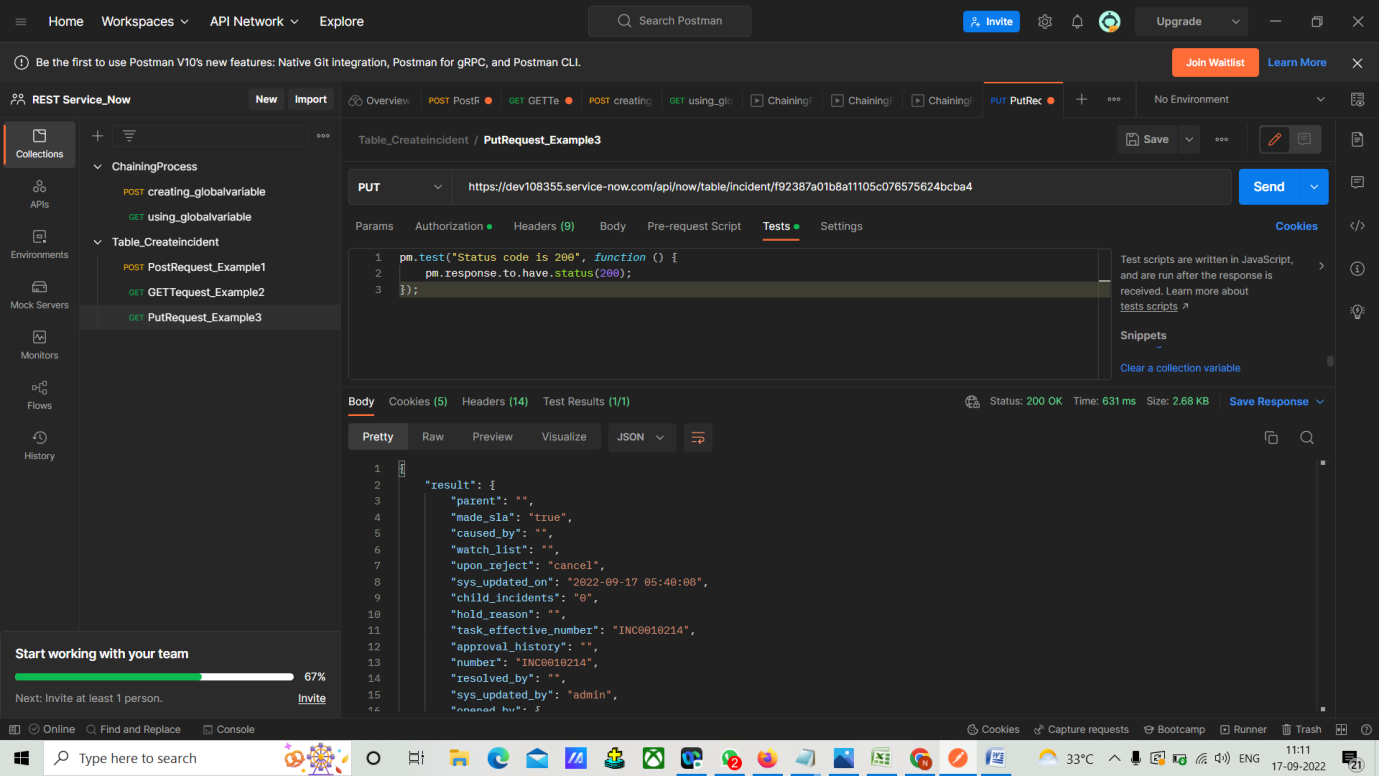 Home Workspaces API Network Explore Search Postman Invite Upgrade
Be the first to use Postman V10's new features: Native Git integration, Postman for gRPC, and Postman CLI. Join Waitlist Learn More
REST Service_Now New Import
Overview POST PostR GET GETTe POST creating GET using_glo ChainingF ChainingF ChainingF PUT PutRec No Environment
Collections
APIs
Environments
Mock Servers
Monitors
Flows
History
ChainingProcess
POST creating_globalvariable
GET using_globalvariable
Table_Createincident
POST PostRequest_Example1
GET GETTequest_Example2
GET PutRequest_Example3
Start working with your team
67%
Next: Invite at least 1 person. Invite
Table_Createincident / PutRequest_Example3 Save
PUT https://dev108355.service-now.com/api/now/table/incident/f92387a01b8a11105c076575624bcba4 Send
Params Authorization Headers (9) Body Pre-request Script Tests Settings Cookies
1 pm.test("Status code is 200", function () {
2 pm.response.to.have.status(200);
3 });
Test scripts are written in JavaScript,
and are run after the response is
received. Learn more about
tests scripts
Snippets
Clear a collection variable
Body Cookies (5) Headers (14) Test Results (1/1) Status: 200 OK Time: 631 ms Size: 2.68 KB Save Response
Pretty Raw Preview Visualize JSON
1 {
2 "result": {
3 "parent": "",
4 "made_sla": "true",
5 "caused_by": "",
6 "watch_list": "",
7 "upon_reject": "cancel",
8 "sys_updated_on": "2022-09-17 05:40:08",
9 "child_incidents": "0",
10 "hold_reason": "",
11 "task_effective_number": "INC0010214",
12 "approval_history": "",
13 "number": "INC0010214",
14 "resolved_by": "",
15 "sys_updated_by": "admin",
16 "opened_by": {
Online Find and Replace Console Cookies Capture requests Bootcamp Runner Trash
Type here to search 2 33°C ENG 11:11
17-09-2022 21